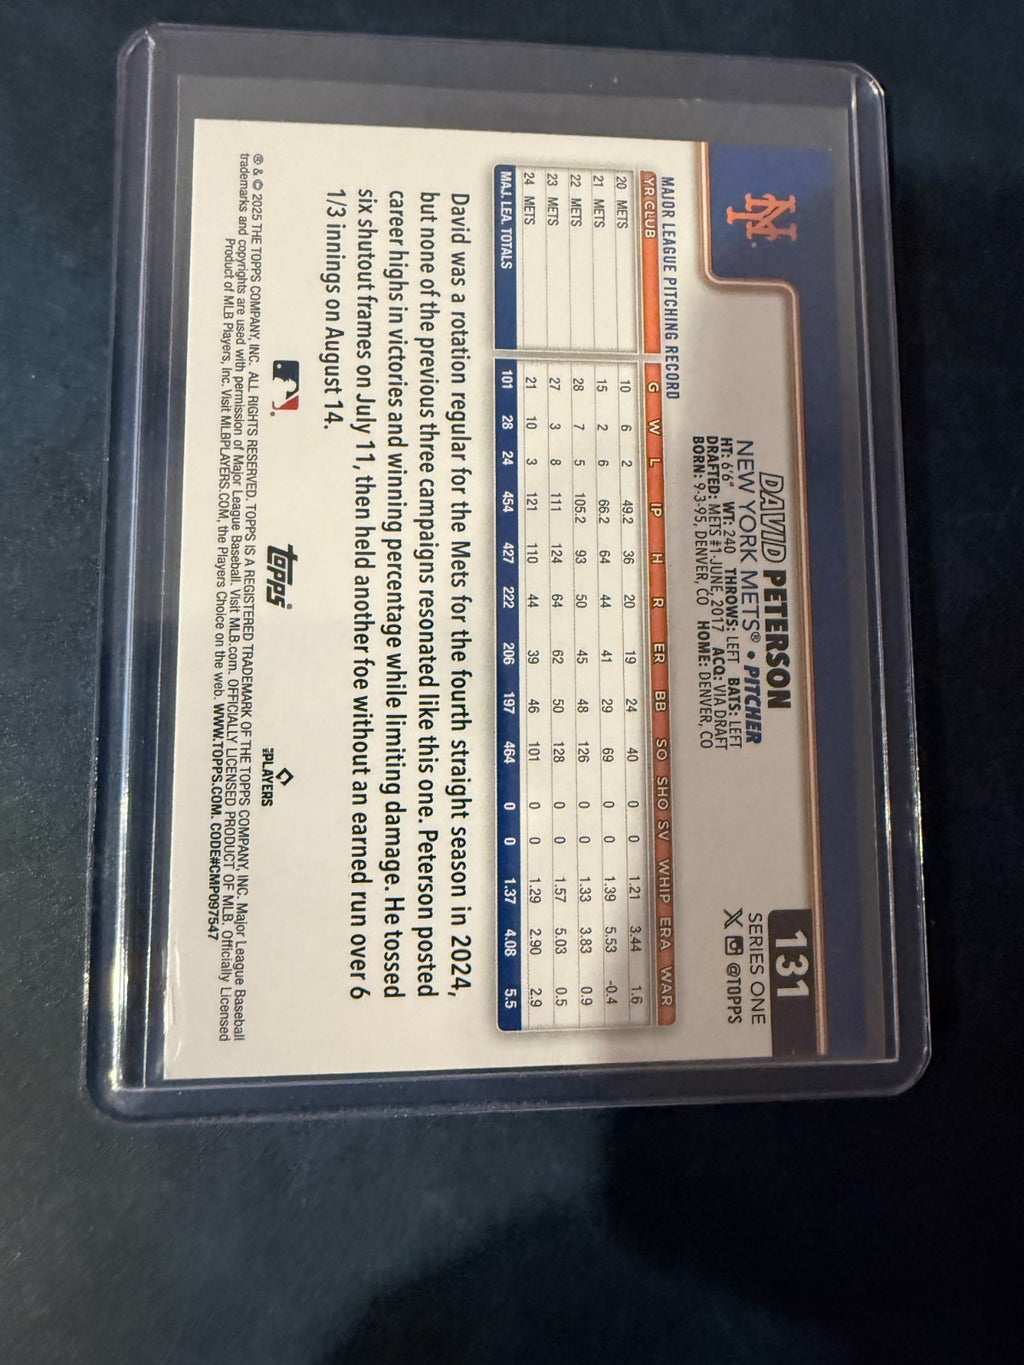 131
SERIES ONE
@TOPPS
DAVID PETERSON
NEW YORK METS® • PITCHER
HT: 6'6" WT: 240 THROWS: LEFT BATS: LEFT
DRAFTED: METS #1-JUNE, 2017 ACQ: VIA DRAFT
BORN: 9-3-95, DENVER, CO HOME: DENVER, CO
MAJOR LEAGUE PITCHING RECORD
YR CLUB G W L IP H R ER BB SO SHO SV WHIP ERA WAR
20 METS 10 6 2 49.2 36 20 19 24 40 0 0 1.21 3.44 1.6
21 METS 15 2 6 66.2 64 44 41 29 69 0 0 1.39 5.53 -0.4
22 METS 28 7 5 105.2 93 50 45 48 126 0 0 1.33 3.83 0.9
23 METS 27 3 8 111 124 64 62 50 128 0 0 1.57 5.03 0.5
24 METS 21 10 3 121 110 44 39 46 101 0 0 1.29 2.90 2.9
MAJ. LEA. TOTALS 101 28 24 454 427 222 206 197 464 0 0 1.37 4.08 5.5
David was a rotation regular for the Mets for the fourth straight season in 2024,
but none of the previous three campaigns resonated like this one. Peterson posted
career highs in victories and winning percentage while limiting damage. He tossed
six shutout frames on July 11, then held another foe without an earned run over 6
1/3 innings on August 14.
topps
PLAYERS
® & © 2025 THE TOPPS COMPANY, INC. ALL RIGHTS RESERVED. TOPPS IS A REGISTERED TRADEMARK OF THE TOPPS COMPANY, INC. Major League Baseball
trademarks and copyrights are used with permission of Major League Baseball. Visit MLB.com. OFFICIALLY LICENSED PRODUCT OF MLB. Officially Licensed
Product of MLB Players, Inc. Visit MLBPLAYERS.COM, the Players Choice on the web. WWW.TOPPS.COM. CODE#CMP097547